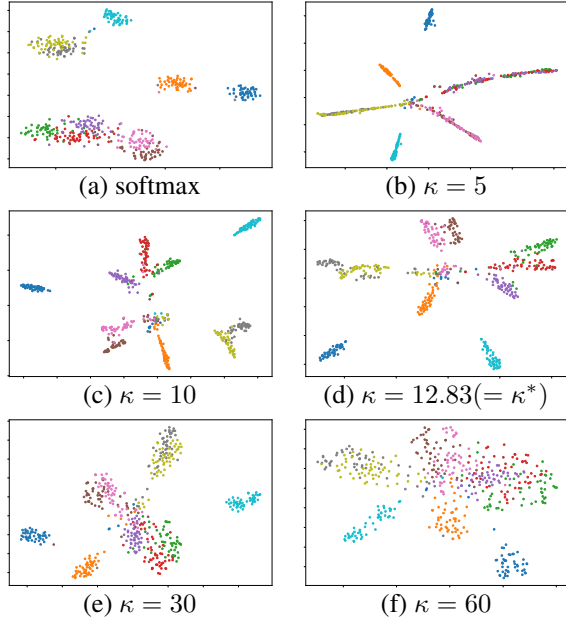 (a) softmax
(b) κ = 5
(c) κ = 10
(d) κ = 12.83(= κ*)
(e) κ = 30
(f) κ = 60